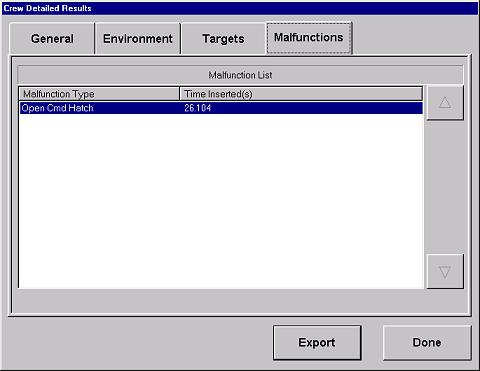 Crew Detailed Results
General Environment Targets Malfunctions
Malfunction List
Malfunction Type Time Inserted(s)
Open Cmd Hatch 26.104
Export Done